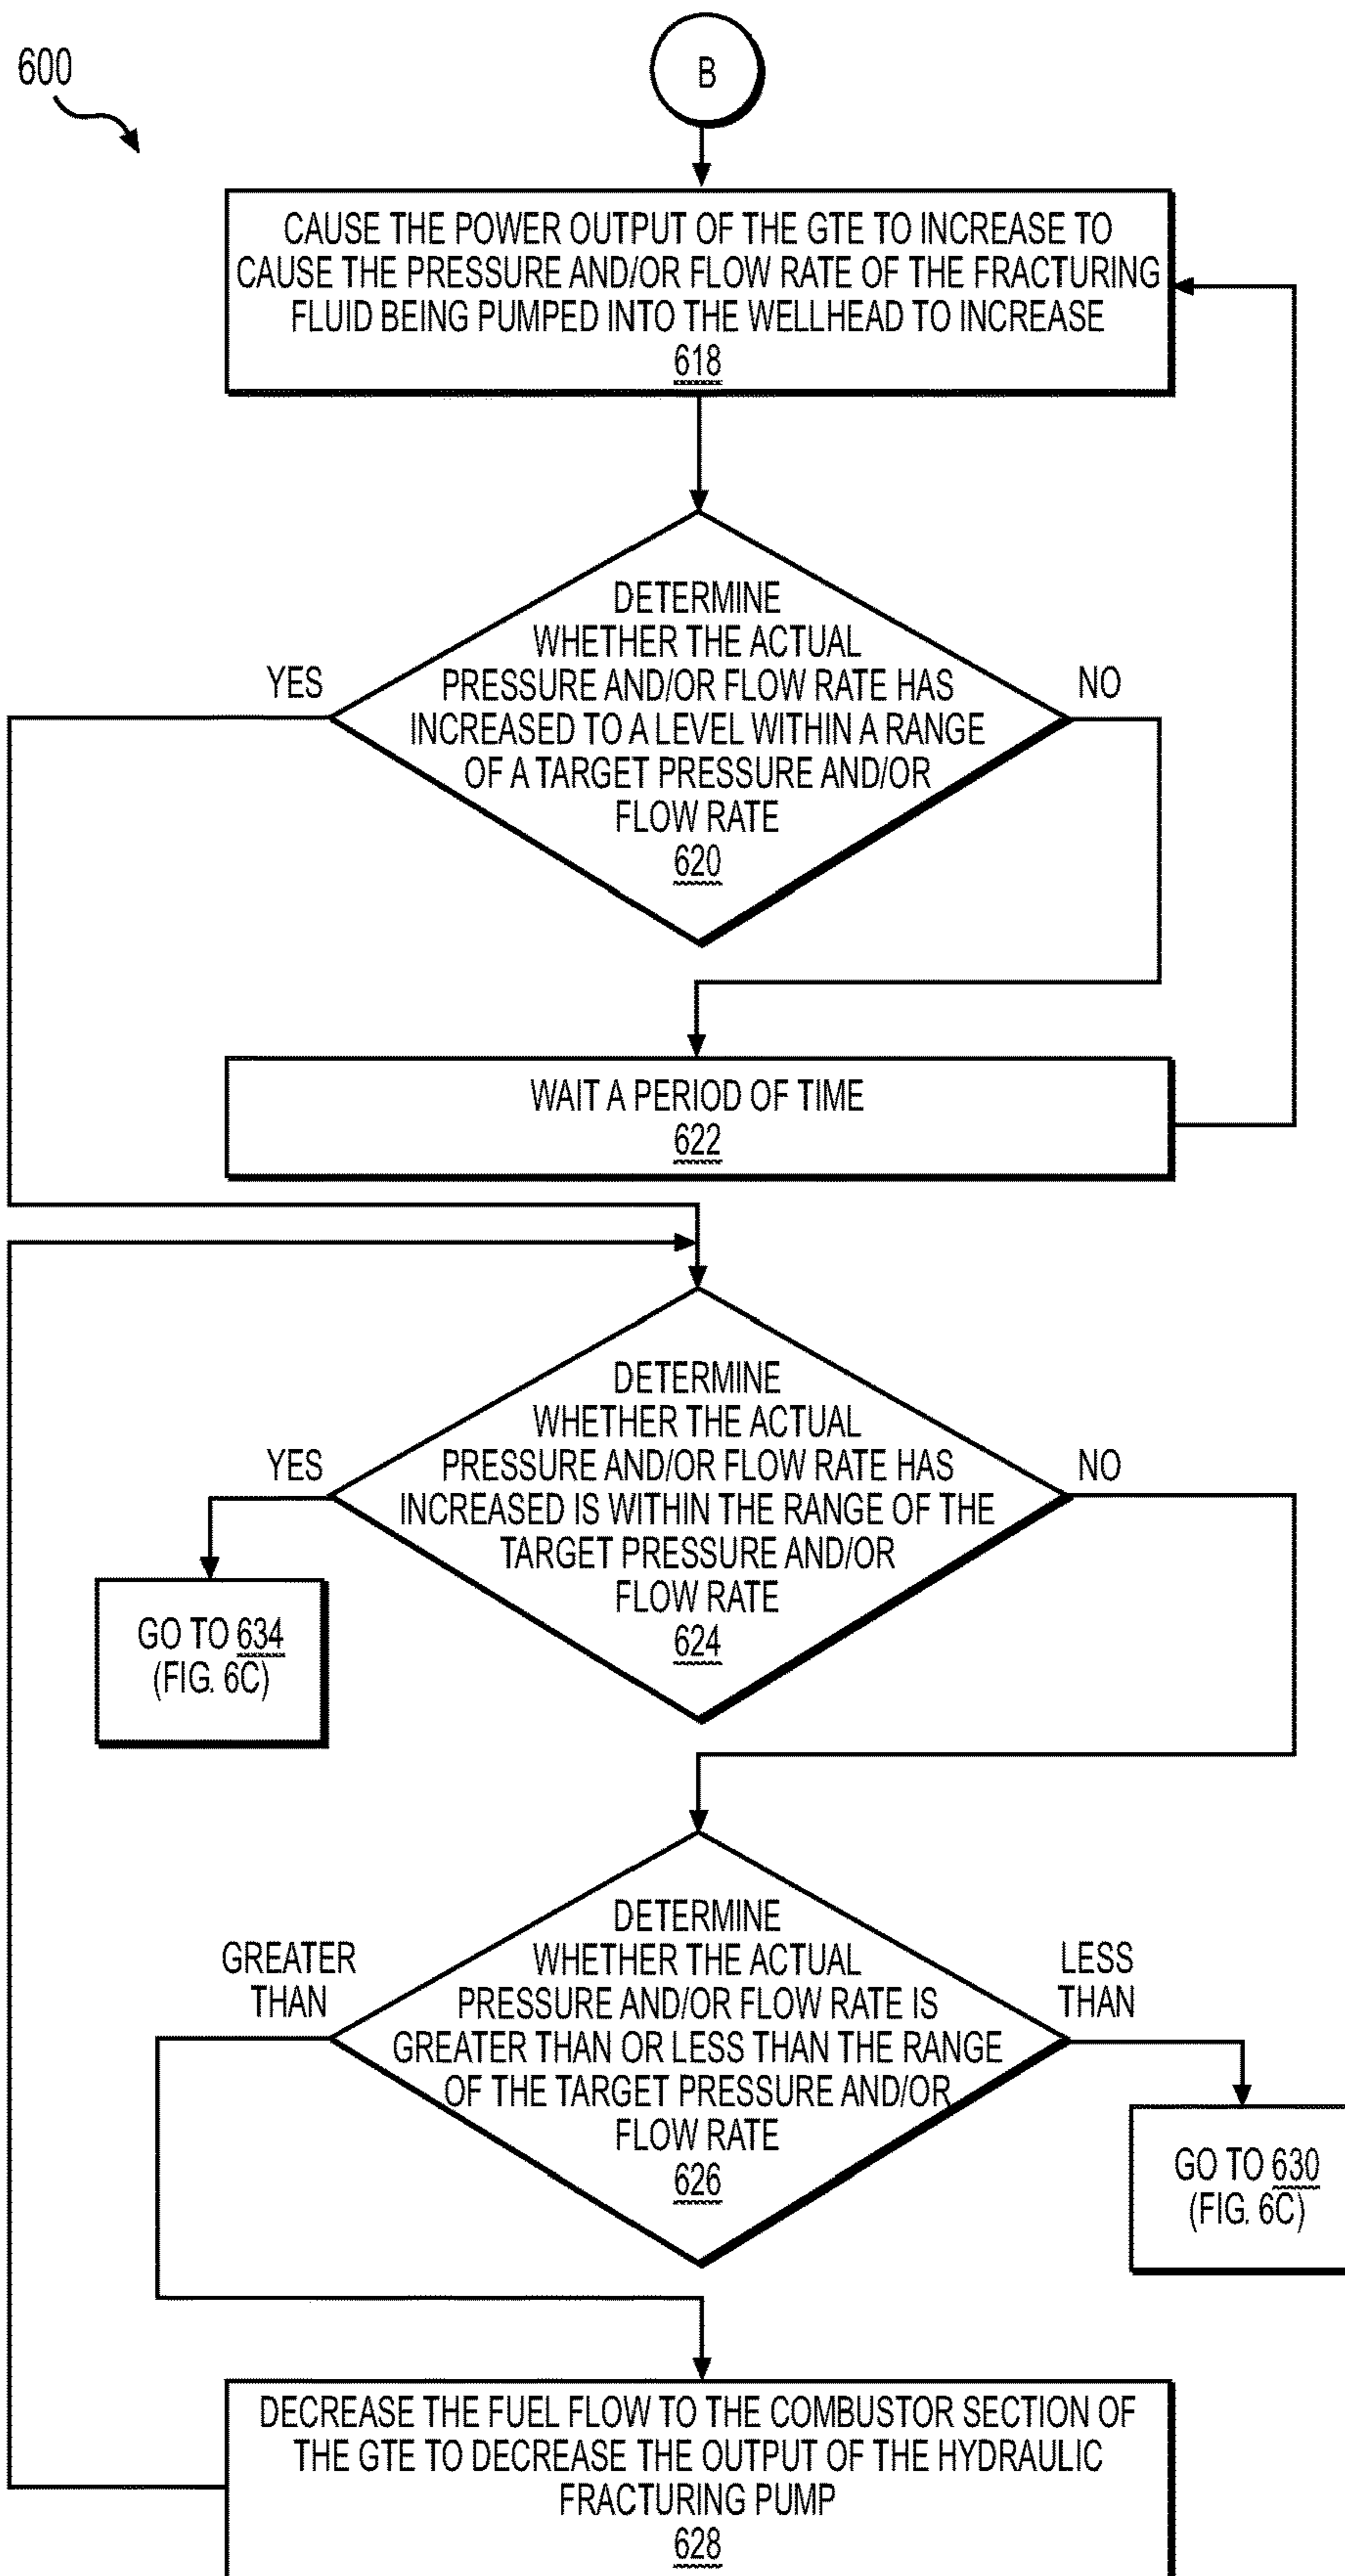 600
B
CAUSE THE POWER OUTPUT OF THE GTE TO INCREASE TO
CAUSE THE PRESSURE AND/OR FLOW RATE OF THE FRACTURING
FLUID BEING PUMPED INTO THE WELLHEAD TO INCREASE
618
DETERMINE
WHETHER THE ACTUAL
PRESSURE AND/OR FLOW RATE HAS
INCREASED TO A LEVEL WITHIN A RANGE
OF A TARGET PRESSURE AND/OR
FLOW RATE
620
YES
NO
WAIT A PERIOD OF TIME
622
DETERMINE
WHETHER THE ACTUAL
PRESSURE AND/OR FLOW RATE HAS
INCREASED IS WITHIN THE RANGE OF THE
TARGET PRESSURE AND/OR
FLOW RATE
624
YES
NO
GO TO 634
(FIG. 6C)
DETERMINE
WHETHER THE ACTUAL
PRESSURE AND/OR FLOW RATE IS
GREATER THAN OR LESS THAN THE RANGE
OF THE TARGET PRESSURE AND/OR
FLOW RATE
626
GREATER
THAN
LESS
THAN
GO TO 630
(FIG. 6C)
DECREASE THE FUEL FLOW TO THE COMBUSTOR SECTION OF
THE GTE TO DECREASE THE OUTPUT OF THE HYDRAULIC
FRACTURING PUMP
628